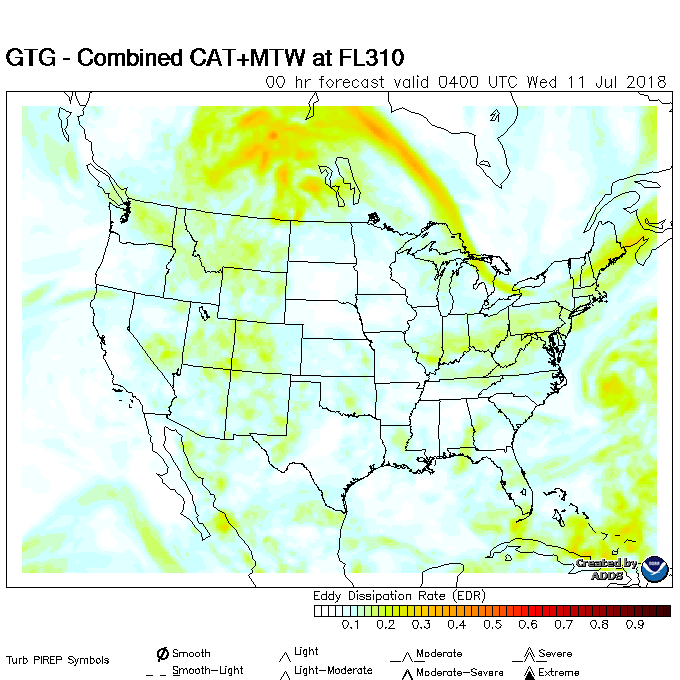 GTG - Combined CAT+MTW at FL310
00 hr forecast valid 0400 UTC Wed 11 Jul 2018
Created by
ADDS
Eddy Dissipation Rate (EDR)
0.1 0.2 0.3 0.4 0.5 0.6 0.7 0.8 0.9
Turb PIREP Symbols
Smooth Light Moderate Severe
Smooth-Light Light-Moderate Moderate-Severe Extreme